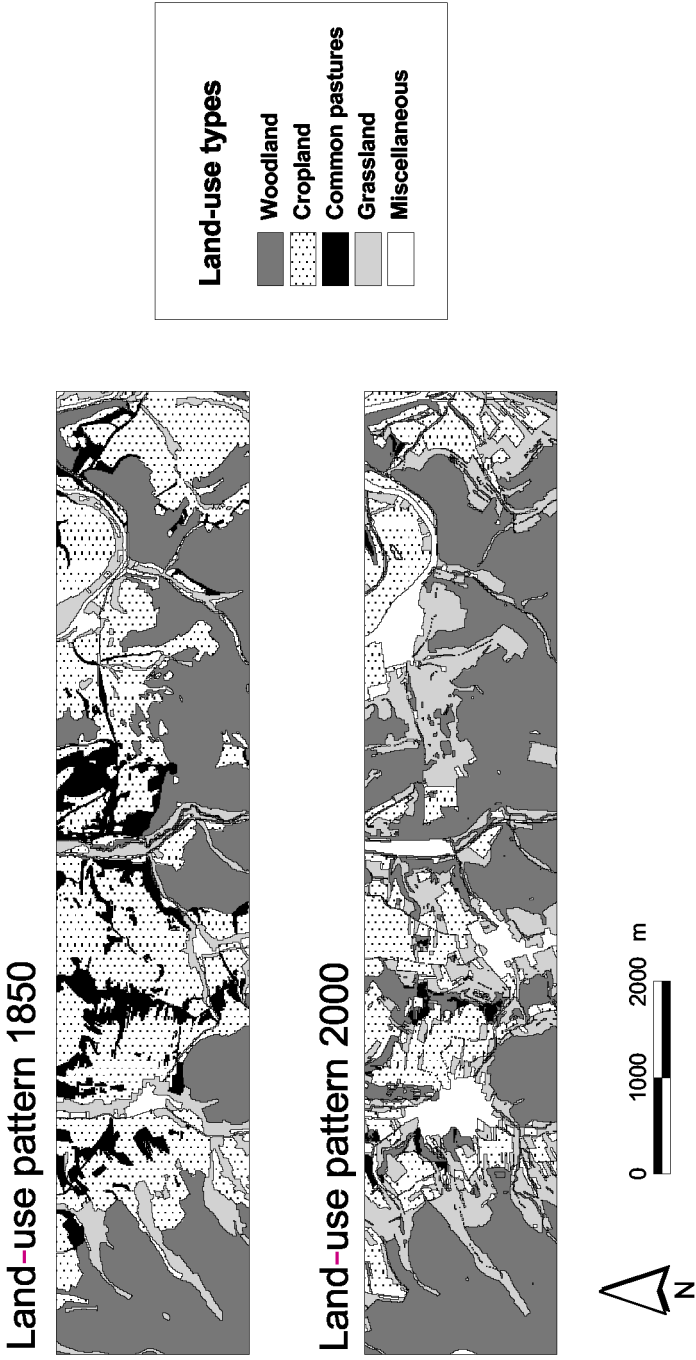 Land-use pattern 1850
Land-use pattern 2000
0 1000 2000 m
N
Land-use types
Woodland
Cropland
Common pastures
Grassland
Miscellaneous